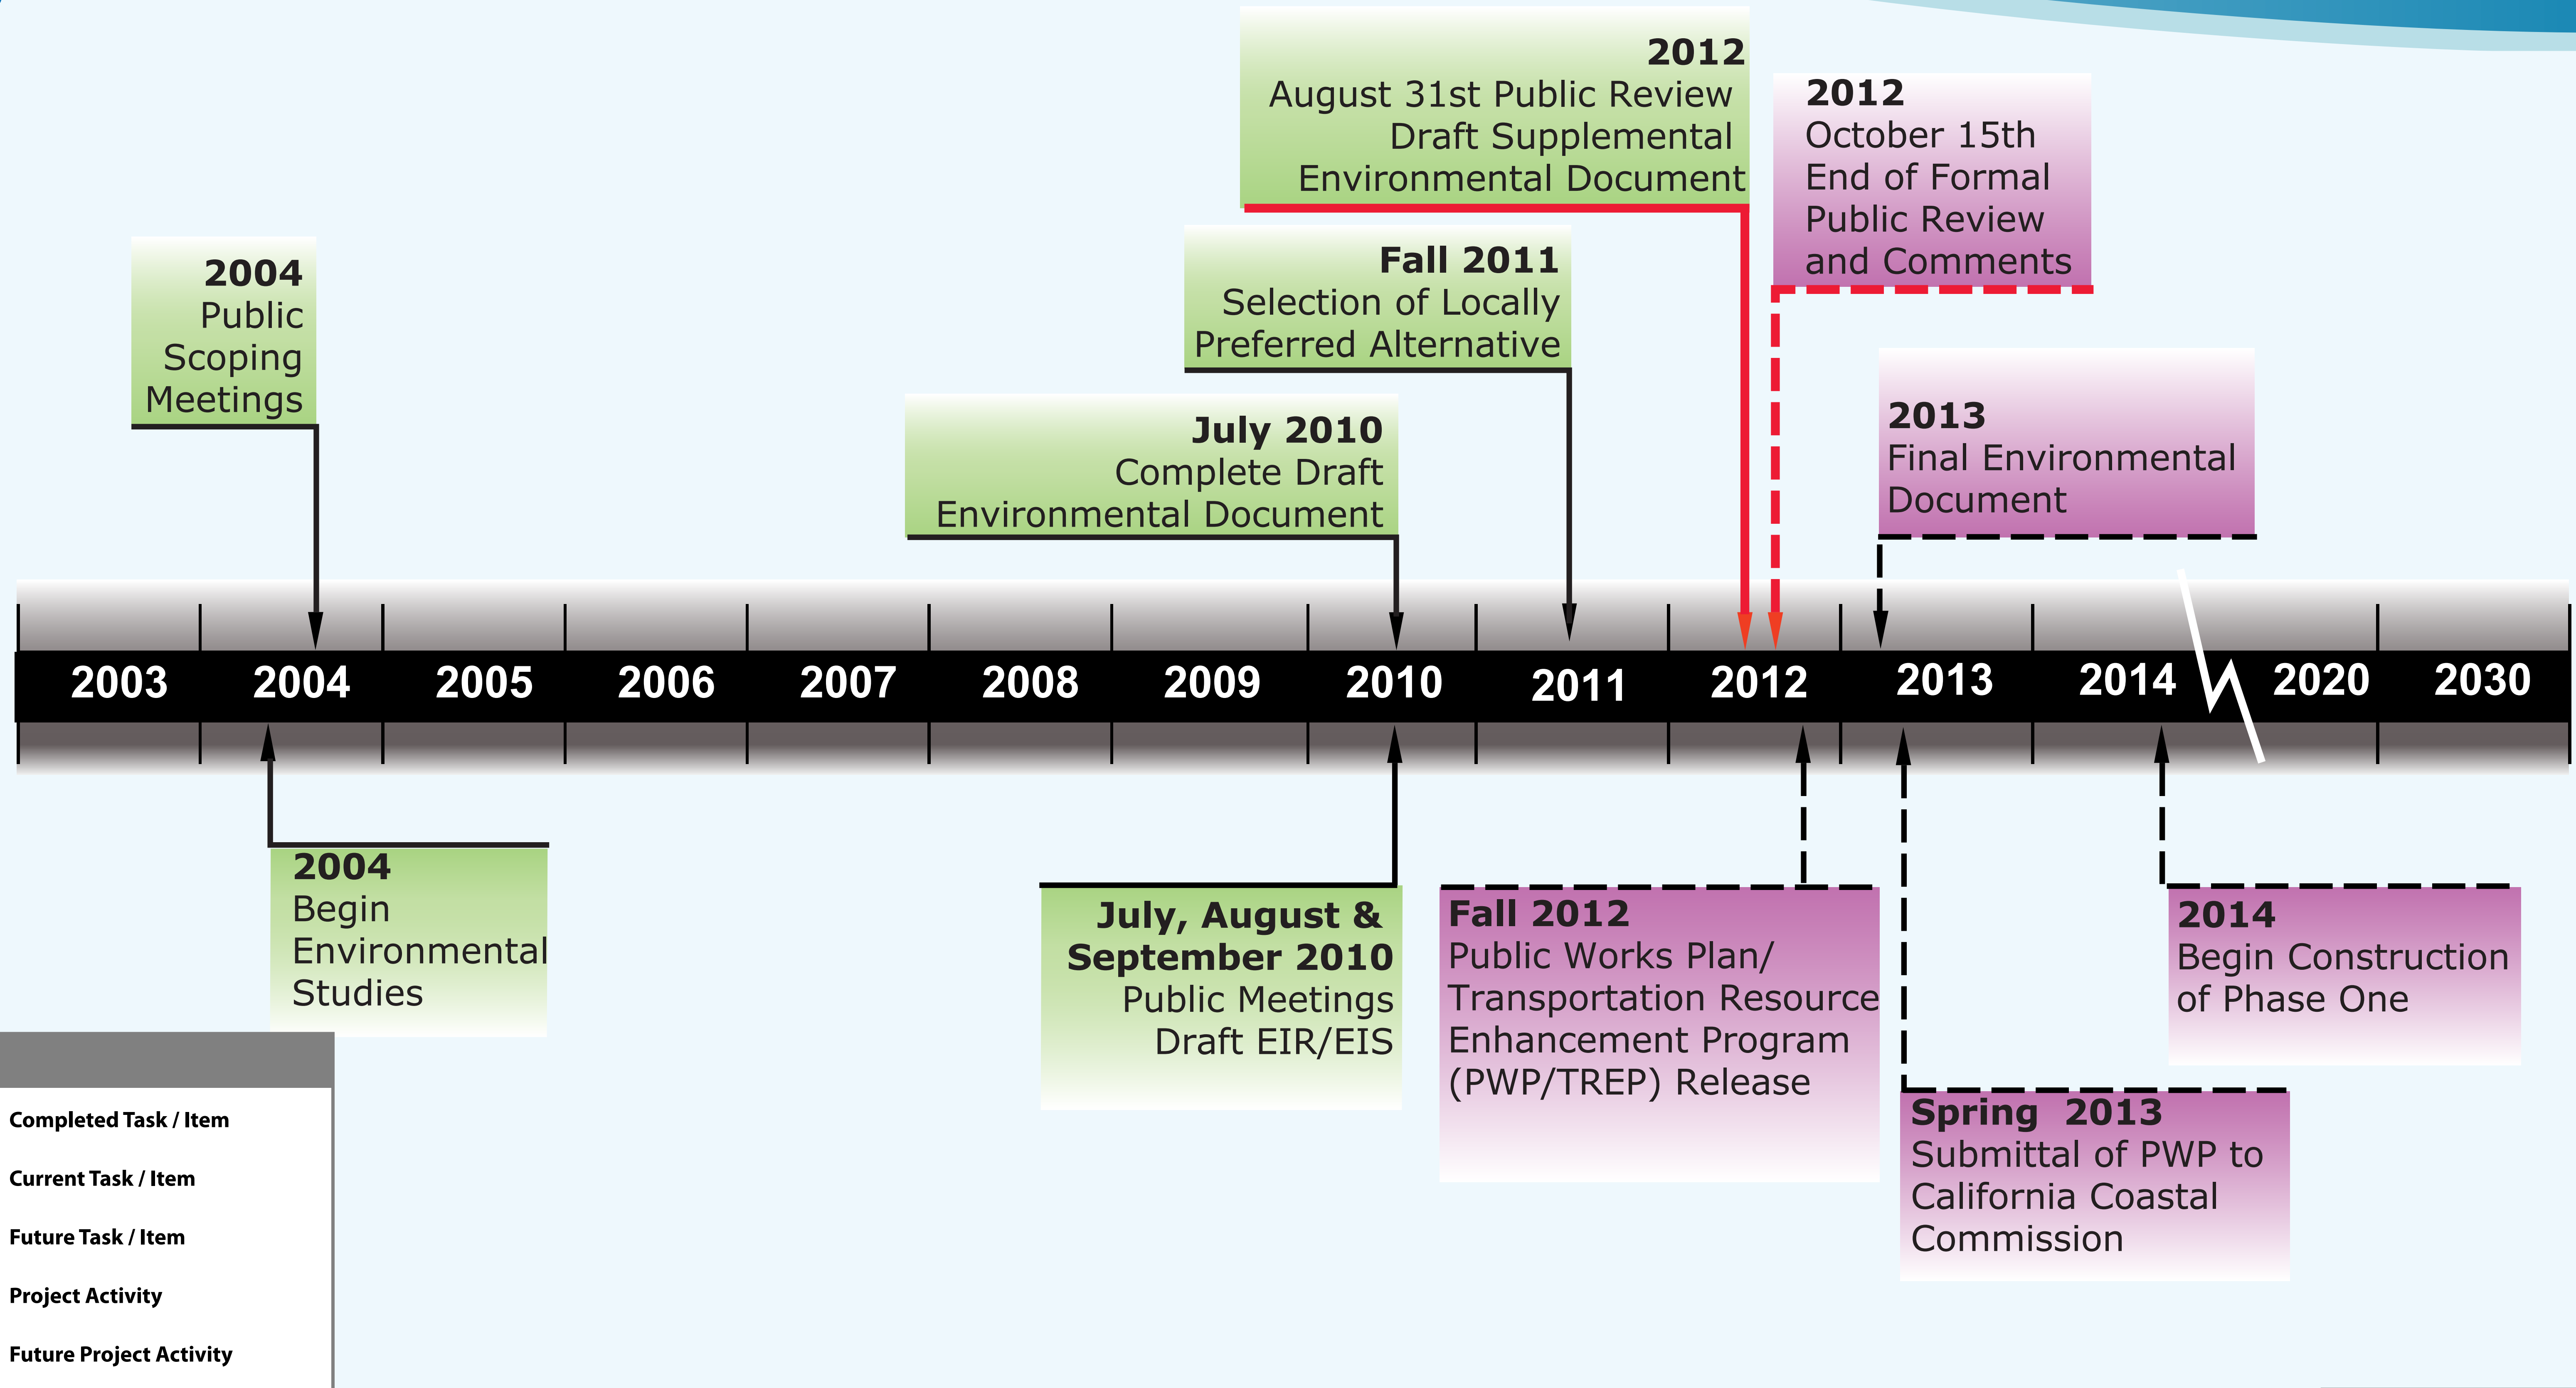 2012
August 31st Public Review
Draft Supplemental
Environmental Document
2012
October 15th
End of Formal
Public Review
and Comments
2004
Public
Scoping
Meetings
Fall 2011
Selection of Locally
Preferred Alternative
July 2010
Complete Draft
Environmental Document
2013
Final Environmental
Document
2003 2004 2005 2006 2007 2008 2009 2010 2011 2012 2013 2014 2020 2030
2004
Begin
Environmental
Studies
July, August &
September 2010
Public Meetings
Draft EIR/EIS
Fall 2012
Public Works Plan/
Transportation Resource
Enhancement Program
(PWP/TREP) Release
2014
Begin Construction
of Phase One
Spring 2013
Submittal of PWP to
California Coastal
Commission
Completed Task / Item
Current Task / Item
Future Task / Item
Project Activity
Future Project Activity